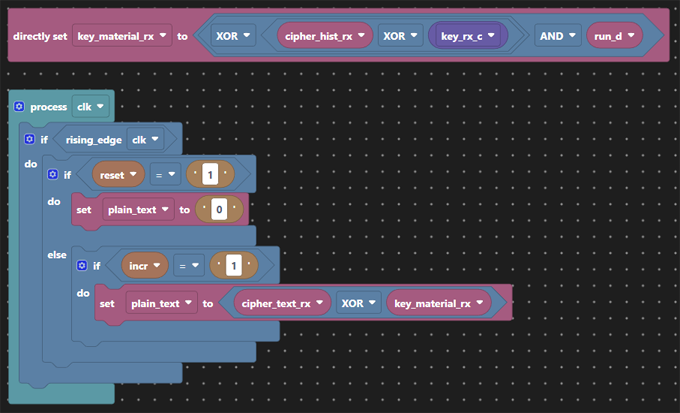 directly set key_material_rx to XOR cipher_hist_rx XOR key_rx_c AND run_d
process clk
if rising_edge clk
do if reset = '1'
do set plain_text to '0'
else if incr = '1'
do set plain_text to cipher_text_rx XOR key_material_rx